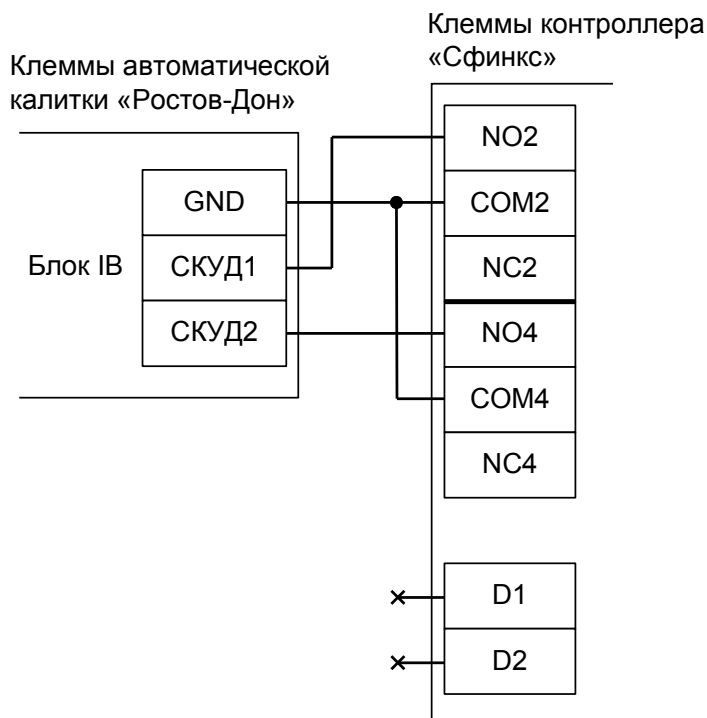 Клеммы контроллера
«Сфинкс»
Клеммы автоматической
калитки «Ростов-Дон»
Блок IB
GND
СКУД1
СКУД2
NO2
COM2
NC2
NO4
COM4
NC4
D1
D2